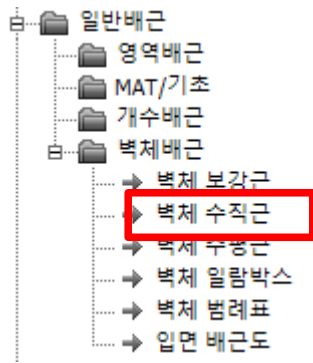 일반배근
영역배근
MAT/기초
개수배근
벽체배근
벽체 보강근
벽체 수직근
벽체 수평근
벽체 일람박스
벽체 범례표
입면 배근도